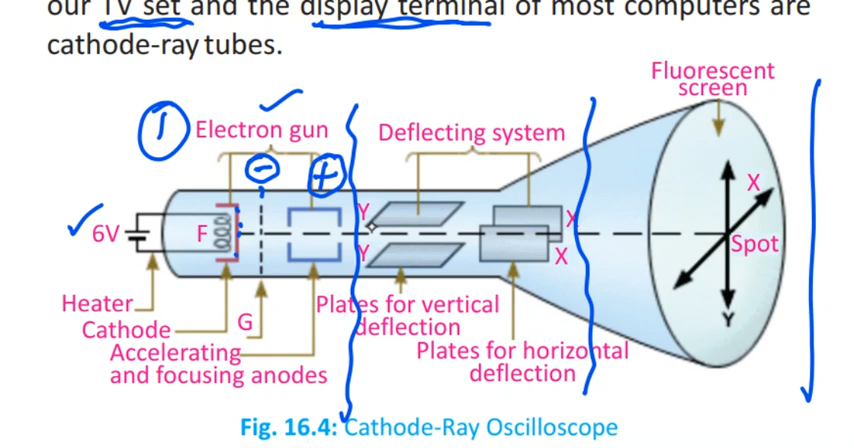 our TV set and the display terminal of most computers are
cathode-ray tubes.
Fluorescent
screen
1
Electron gun
Deflecting system
−
+
6V
F
Y
Y
X
X
X
Spot
Y
Heater
Cathode
G
Accelerating
and focusing anodes
Plates for vertical
deflection
Plates for horizontal
deflection
Fig. 16.4: Cathode-Ray Oscilloscope